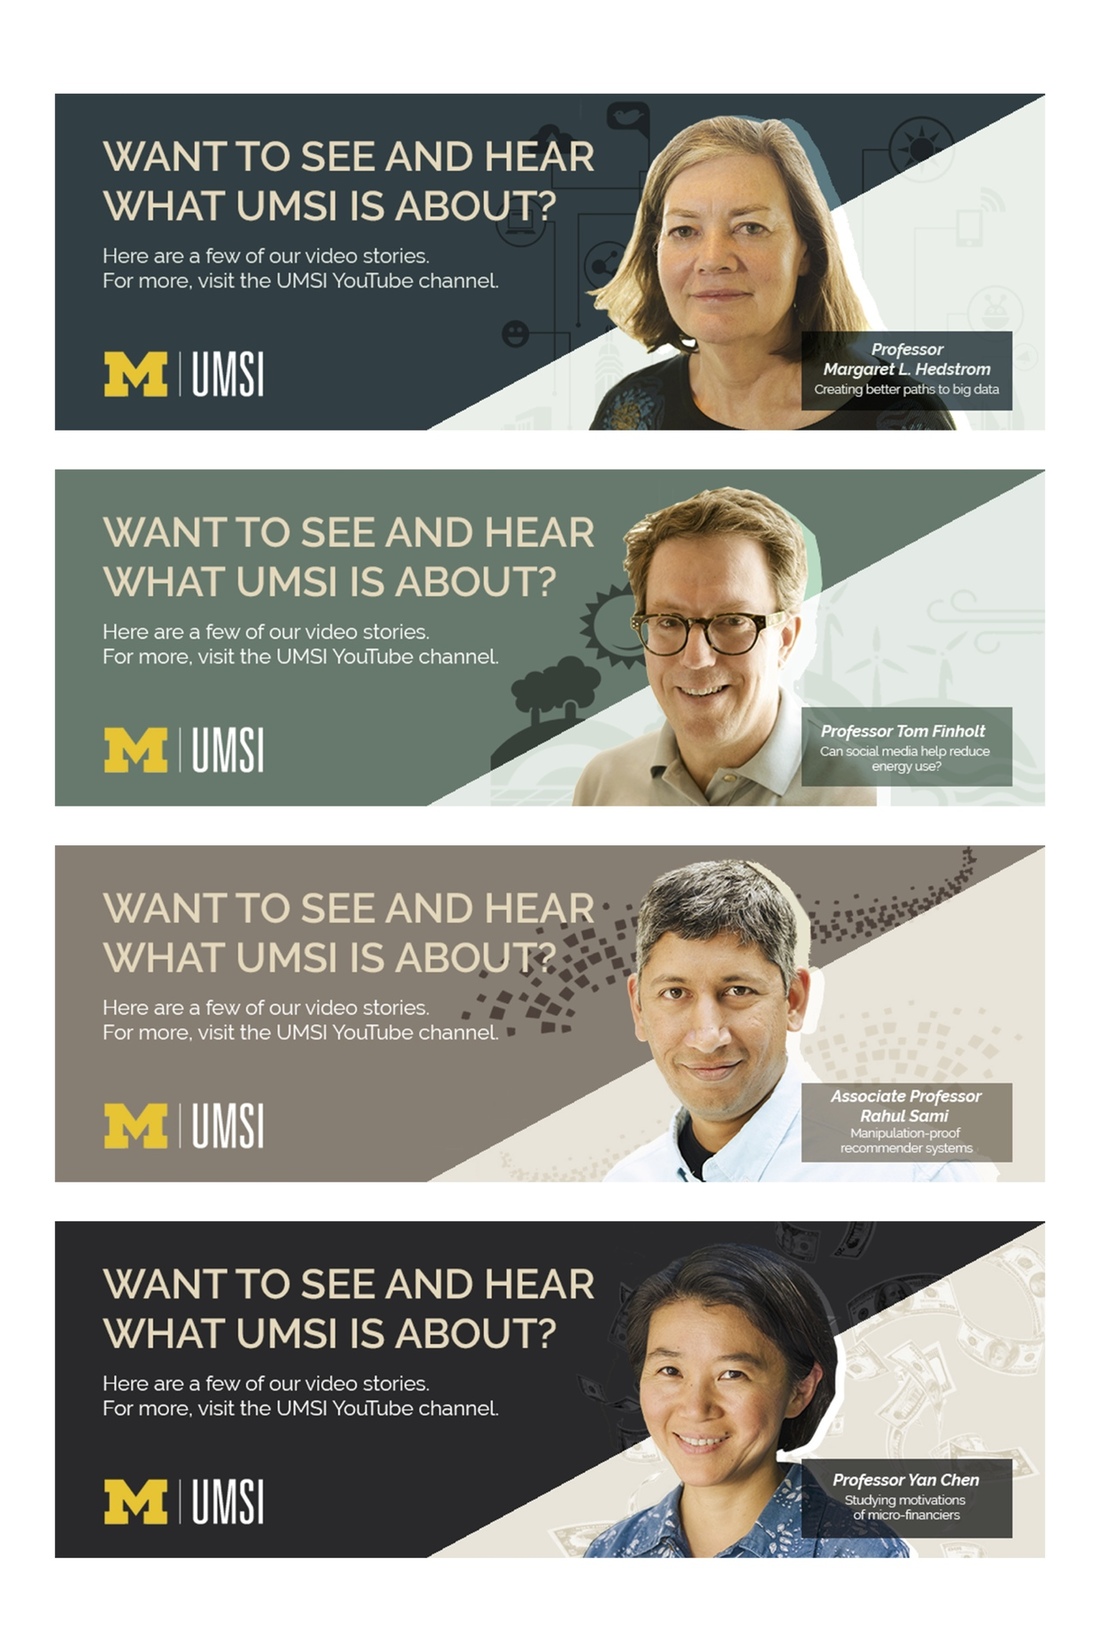 WANT TO SEE AND HEAR
WHAT UMSI IS ABOUT?
Here are a few of our video stories.
For more, visit the UMSI YouTube channel.
M UMSI
Professor
Margaret L. Hedstrom
Creating better paths to big data
WANT TO SEE AND HEAR
WHAT UMSI IS ABOUT?
Here are a few of our video stories.
For more, visit the UMSI YouTube channel.
M UMSI
Professor Tom Finholt
Can social media help reduce
energy use?
WANT TO SEE AND HEAR
WHAT UMSI IS ABOUT?
Here are a few of our video stories.
For more, visit the UMSI YouTube channel.
M UMSI
Associate Professor
Rahul Sami
Manipulation-proof
recommender systems
WANT TO SEE AND HEAR
WHAT UMSI IS ABOUT?
Here are a few of our video stories.
For more, visit the UMSI YouTube channel.
M UMSI
Professor Yan Chen
Studying motivations
of micro-financiers